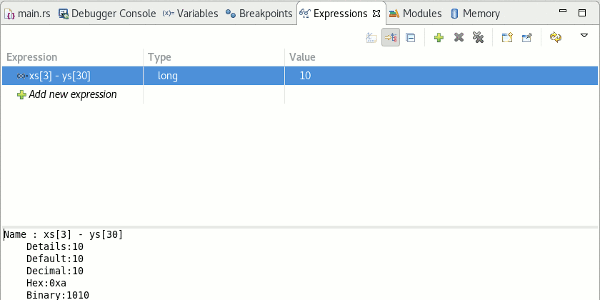 main.rs Debugger Console (x)= Variables Breakpoints Expressions Modules Memory
Expression Type Value
xs[3] - ys[30] long 10
Add new expression
Name : xs[3] - ys[30]
Details:10
Default:10
Decimal:10
Hex:0xa
Binary:1010